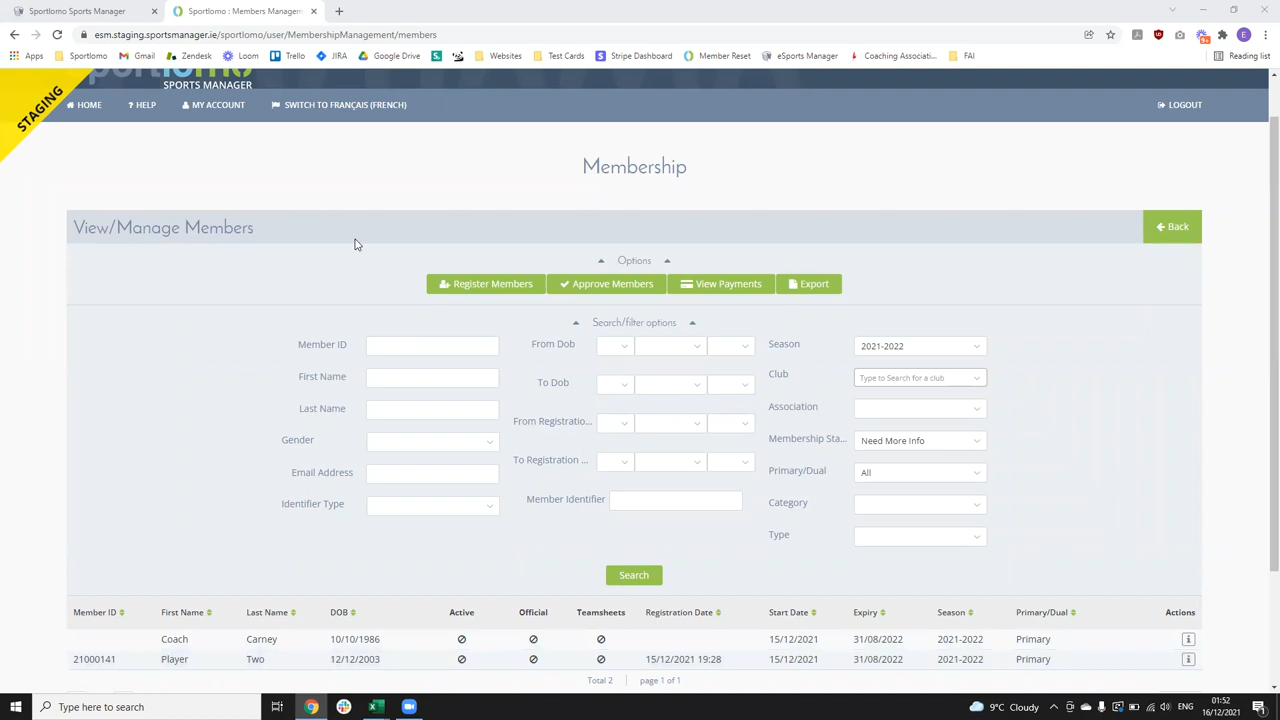 Sportlomo Sports Manager
Sportlomo : Members Managemen
esm.staging.sportsmanager.ie/sportlomo/user/MembershipManagement/members
Apps Sportlomo Gmail Zendesk Loom Trello JIRA Google Drive Websites Test Cards Stripe Dashboard Member Reset eSports Manager Coaching Associati... FAI Reading list
sportlomo
SPORTS MANAGER
STAGING
HOME ? HELP MY ACCOUNT SWITCH TO FRANÇAIS (FRENCH) LOGOUT
Membership
View/Manage Members
Back
Options
Register Members Approve Members View Payments Export
Search/filter options
Member ID From Dob Season 2021-2022
First Name To Dob Club Type to Search for a club
Last Name From Registratio... Association
Gender To Registration ... Membership Sta... Need More Info
Email Address Member Identifier Primary/Dual All
Identifier Type Category
Type
Search
Member ID First Name Last Name DOB Active Official Teamsheets Registration Date Start Date Expiry Season Primary/Dual Actions
Coach Carney 10/10/1986 15/12/2021 31/08/2022 2021-2022 Primary
21000141 Player Two 12/12/2003 15/12/2021 19:28 15/12/2021 31/08/2022 2021-2022 Primary
Total 2 page 1 of 1
Type here to search
9°C Cloudy
ENG
01:52
16/12/2021